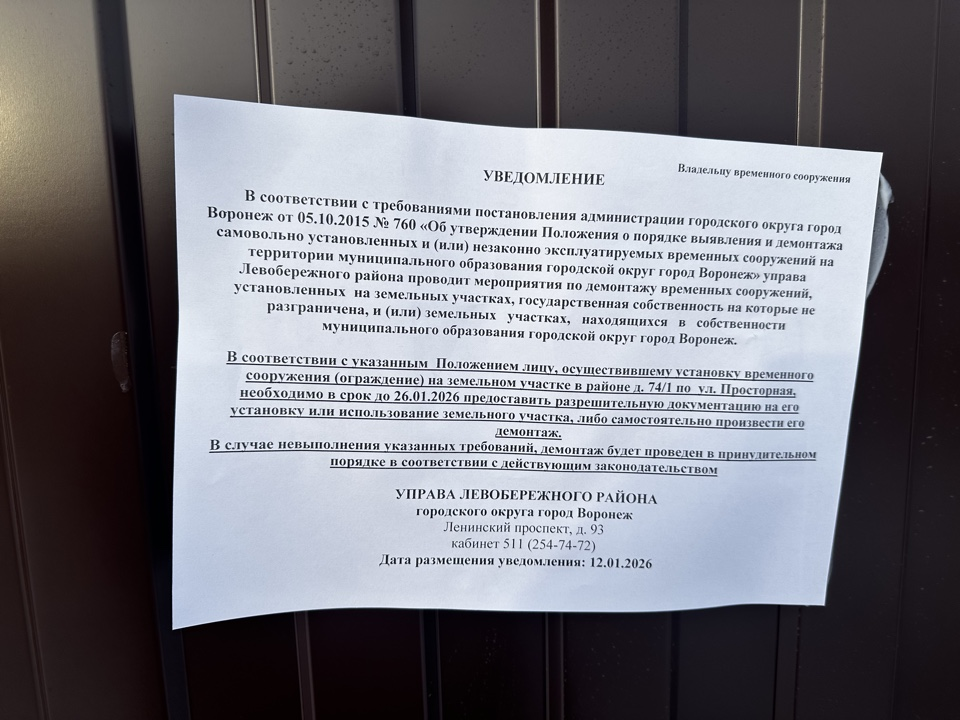 Владельцу временного сооружения
УВЕДОМЛЕНИЕ
В соответствии с требованиями постановления администрации городского округа город
Воронеж от 05.10.2015 № 760 «Об утверждении Положения о порядке выявления и демонтажа
самовольно установленных и (или) незаконно эксплуатируемых временных сооружений на
территории муниципального образования городской округ город Воронеж» управа
Левобережного района проводит мероприятия по демонтажу временных сооружений,
установленных на земельных участках, государственная собственность на которые не
разграничена, и (или) земельных участках, находящихся в собственности
муниципального образования городской округ город Воронеж.
В соответствии с указанным Положением лицу, осуществившему установку временного
сооружения (ограждение) на земельном участке в районе д. 74/1 по ул. Просторная,
необходимо в срок до 26.01.2026 предоставить разрешительную документацию на его
установку или использование земельного участка, либо самостоятельно произвести его
демонтаж.
В случае невыполнения указанных требований, демонтаж будет проведен в принудительном
порядке в соответствии с действующим законодательством
УПРАВА ЛЕВОБЕРЕЖНОГО РАЙОНА
городского округа город Воронеж
Ленинский проспект, д. 93
кабинет 511 (254-74-72)
Дата размещения уведомления: 12.01.2026